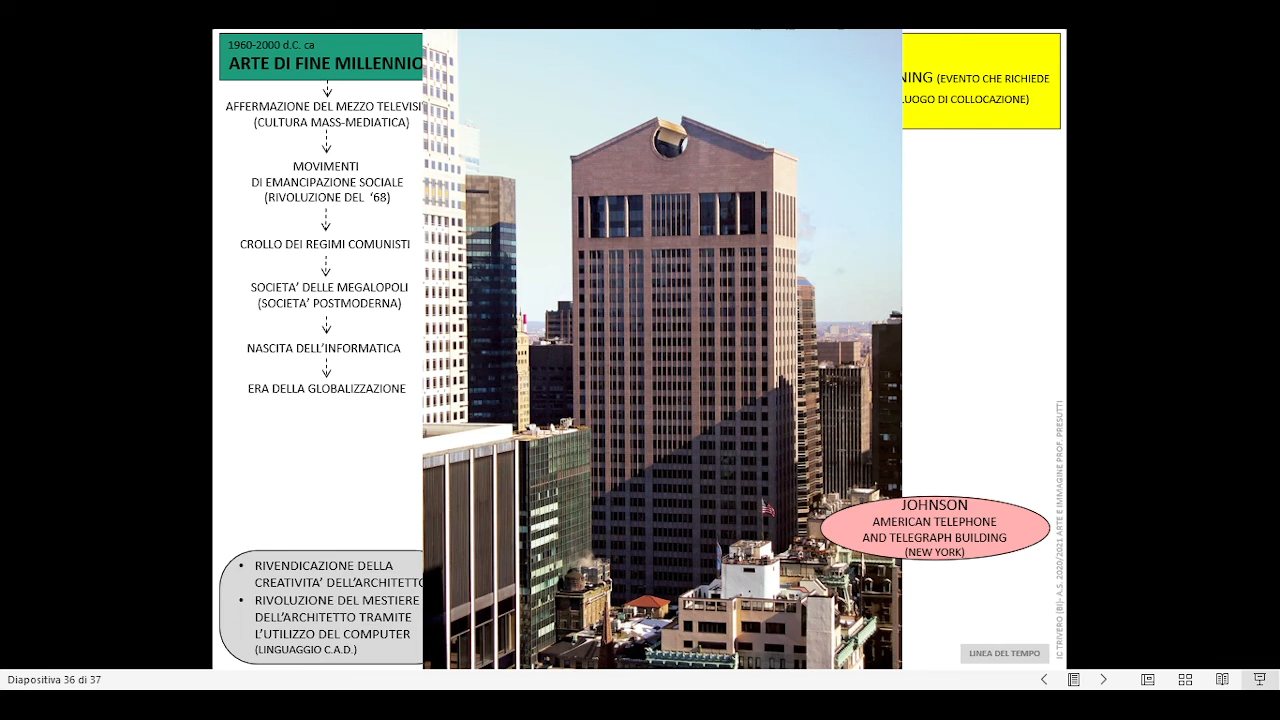 1960-2000 d.C. ca
ARTE DI FINE MILLENNIO
AFFERMAZIONE DEL MEZZO
(CULTURA MASS-MEDIATICA)
MOVIMENTI
DI EMANCIPAZIONE SOCIALE
(RIVOLUZIONE DEL '68)
CROLLO DEI REGIMI COMUNISTI
SOCIETA' DELLE MEGALOPOLI
(SOCIETA' POSTMODERNA)
NASCITA DELL'INFORMATICA
ERA DELLA GLOBALIZZAZIONE
• RIVENDICAZIONE DELLA
CREATIVITA' DELL'ARCHITETTO
• RIVOLUZIONE DEL MESTIERE
DELL'ARCHITETTO TRAMITE
L'UTILIZZO DEL COMPUTER
(LINGUAGGIO C.A.D.)
(EVENTO CHE RICHIEDE
LUOGO DI COLLOCAZIONE)
JOHNSON
AMERICAN TELEPHONE
AND TELEGRAPH BUILDING
(NEW YORK)
IC TRIVERO (BI)- A.S. 2020/2021 ARTE E IMMAGINE PROF. PRESUTTI
LINEA DEL TEMPO
Diapositiva 36 di 37